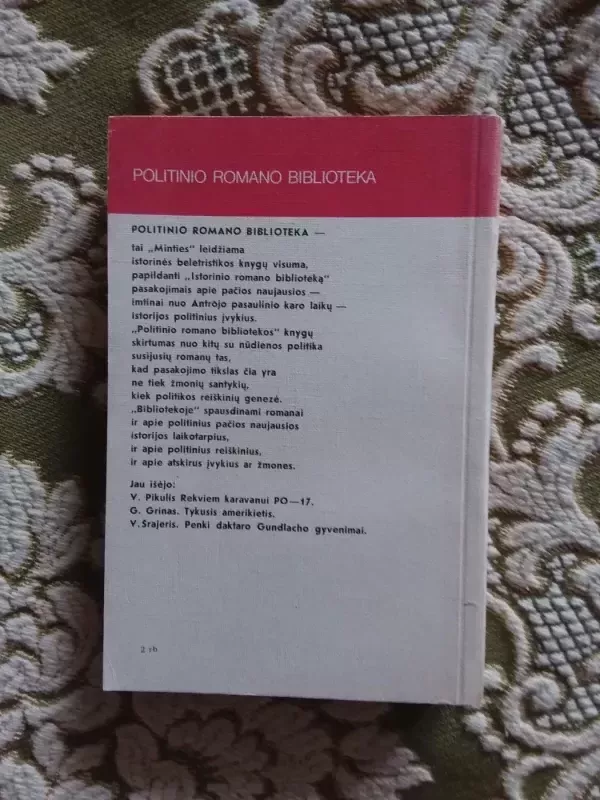 POLITINIO ROMANO BIBLIOTEKA
POLITINIO ROMANO BIBLIOTEKA —
tai „Minties" leidžiama
istorinės beletristikos knygų visuma,
papildanti „Istorinio romano biblioteką"
pasakojimais apie pačios naujausios —
imtinai nuo Antrojo pasaulinio karo laikų —
istorijos politinius įvykius.
„Politinio romano bibliotekos" knygų
skirtumas nuo kitų su nūdienos politika
susijusių romanų tas,
kad pasakojimo tikslas čia yra
ne tiek žmonių santykių,
kiek politikos reiškinių genezė.
„Bibliotekoje" spausdinami romanai
ir apie politinius pačios naujausios
istorijos laikotarpius,
ir apie politinius reiškinius,
ir apie atskirus įvykius ar žmones.
Jau išėjo:
V. Pikulis Rekviem karavanui PQ—17.
G. Grinas. Tykusis amerikietis.
V. Šrajeris. Penki daktaro Gundlacho gyvenimai.
2 rb